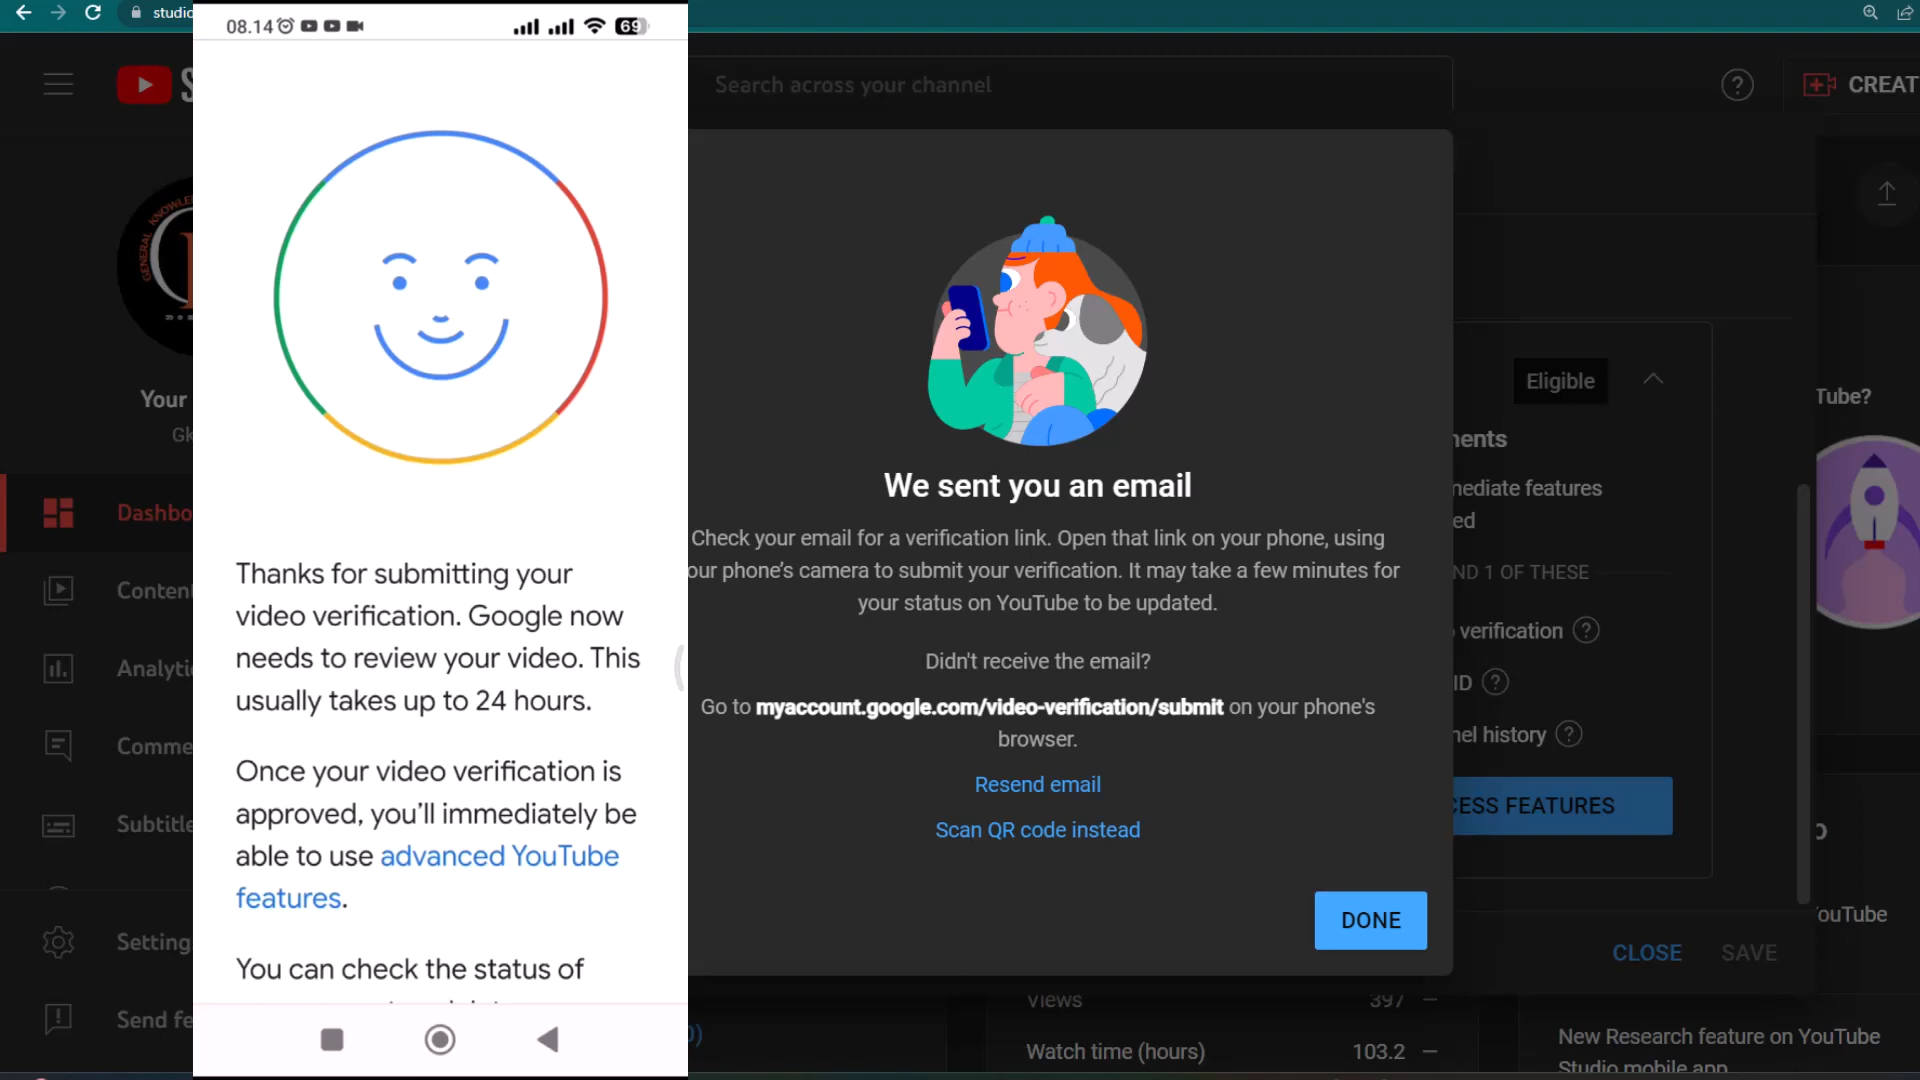 studio
08.14
69
Search across your channel
CREAT
GENERAL KNOWLE
Your
Gk
Dashbo
Content
Analytic
Comme
Subtitle
Setting
Send fe
Thanks for submitting your
video verification. Google now
needs to review your video. This
usually takes up to 24 hours.
Once your video verification is
approved, you’ll immediately be
able to use advanced YouTube
features.
You can check the status of
We sent you an email
Check your email for a verification link. Open that link on your phone, using
our phone’s camera to submit your verification. It may take a few minutes for
your status on YouTube to be updated.
Didn't receive the email?
Go to myaccount.google.com/video-verification/submit on your phone's
browser.
Resend email
Scan QR code instead
DONE
Eligible
nents
nediate features
ed
ND 1 OF THESE
verification
ID
nel history
CESS FEATURES
CLOSE SAVE
Tube?
ouTube
Views 397 —
Watch time (hours) 103.2 —
New Research feature on YouTube
Studio mobile app